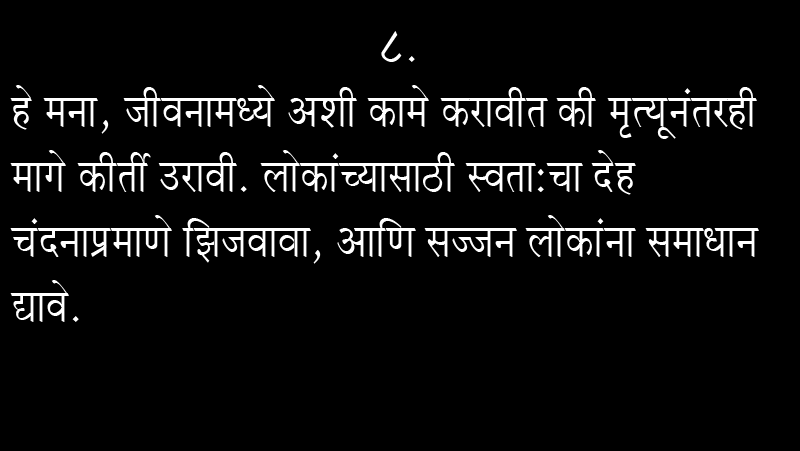 ८.
हे मना, जीवनामध्ये अशी कामे करावीत की मृत्यूनंतरही
मागे कीर्ती उरावी. लोकांच्यासाठी स्वता:चा देह
चंदनाप्रमाणे झिजवावा, आणि सज्जन लोकांना समाधान
द्यावे.